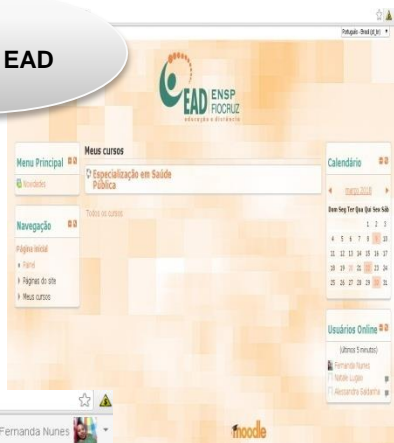 Português - Brasil (pt_br)
EAD
EAD ENSP
FIOCRUZ
educação a distância
Menu Principal
Novidades
Navegação
Página inicial
Painel
Páginas do site
Meus cursos
Meus cursos
Especialização em Saúde
Pública
Todos os cursos
Calendário
março 2018
Dom Seg Ter Qua Qui Sex Sáb
1 2 3
4 5 6 7 8 9 10
11 12 13 14 15 16 17
18 19 20 21 22 23 24
25 26 27 28 29 30 31
Usuários Online
(últimos 5 minutos)
Fernanda Nunes
Alessandra Saldanha
Fernanda Nunes
moodle